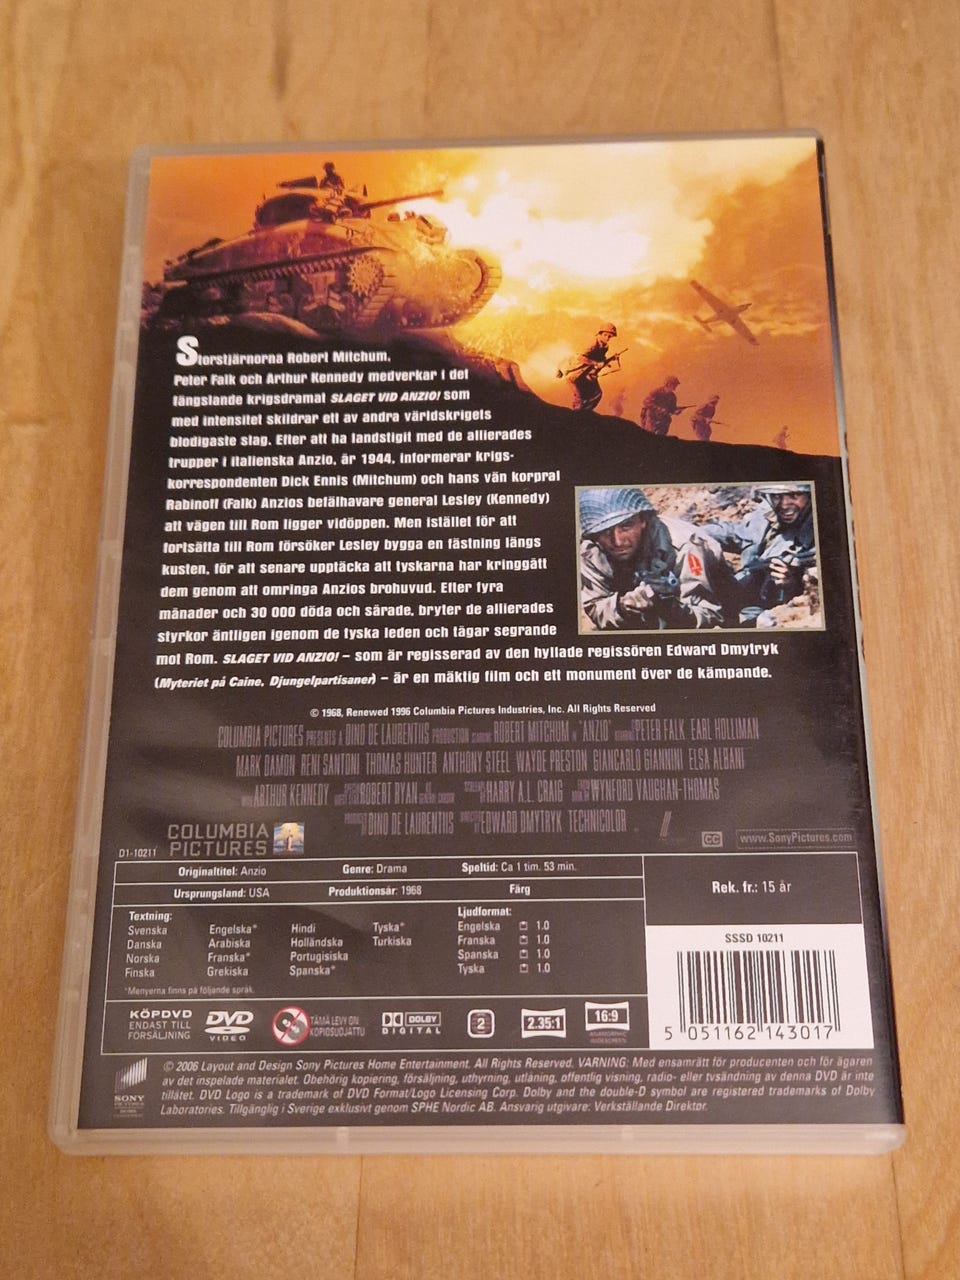 Storstjärnorna Robert Mitchum,
Peter Falk och Arthur Kennedy medverkar i det
fängslande krigsdramat SLAGET VID ANZIO! som
med intensitet skildrar ett av andra världskrigets
blodigaste slag. Efter att ha landstigit med de allierades
trupper i italienska Anzio, år 1944, informerar krigs-
korrespondenten Dick Ennis (Mitchum) och hans vän korpral
Rabinoff (Falk) Anzios befälhavare general Lesley (Kennedy)
att vägen till Rom ligger vidöppen. Men istället för att
fortsätta till Rom försöker Lesley bygga en fästning längs
kusten, för att senare upptäcka att tyskarna har kringgått
dem genom att omringa Anzios brohuvud. Efter fyra
månader och 30 000 döda och sårade, bryter de allierades
styrkor äntligen igenom de tyska leden och tågar segrande
mot Rom. SLAGET VID ANZIO! – som är regisserad av den hyllade regissören Edward Dmytryk
(Myteriet på Caine, Djungelpartisaner) – är en mäktig film och ett monument över de kämpande.
© 1968, Renewed 1996 Columbia Pictures Industries, Inc. All Rights Reserved
COLUMBIA PICTURES PRESENTS A DINO DE LAURENTIIS PRODUCTION STARRING ROBERT MITCHUM IN "ANZIO" PETER FALK EARL HOLLIMAN
MARK DAMON RENI SANTONI THOMAS HUNTER ANTHONY STEEL WAYDE PRESTON GIANCARLO GIANNINI ELSA ALBANI
WITH ARTHUR KENNEDY ROBERT RYAN HARRY A.L. CRAIG WYNFORD VAUGHAN-THOMAS
PRODUCED BY DINO DE LAURENTIIS DIRECTED BY EDWARD DMYTRYK TECHNICOLOR
COLUMBIA
PICTURES
CC
www.SonyPictures.com
D1-10211
Originaltitel: Anzio Genre: Drama Speltid: Ca 1 tim. 53 min.
Ursprungsland: USA Produktionsår: 1968 Färg
Rek. fr.: 15 år
Textning:
Svenska Engelska* Hindi Tyska*
Danska Arabiska Holländska Turkiska
Norska Franska* Portugisiska
Finska Grekiska Spanska*
*Menyerna finns på följande språk.
Ljudformat:
Engelska 1.0
Franska 1.0
Spanska 1.0
Tyska 1.0
SSSD 10211
5 051162 143017
KÖPDVD
ENDAST TILL
FÖRSÄLJNING
DVD
VIDEO
TÄMÄ LEVY ON
KOPIOSUOJATTU
DOLBY
DIGITAL
2
2.35:1
16:9
ANAMORPHIC
WIDESCREEN
SONY
PICTURES
© 2006 Layout and Design Sony Pictures Home Entertainment. All Rights Reserved. VARNING: Med ensamrätt för producenten och för ägaren
av det inspelade materialet. Obehörig kopiering, försäljning, uthyrning, utlåning, offentlig visning, radio- eller tvsändning av denna DVD är inte
tillåtet. DVD Logo is a trademark of DVD Format/Logo Licensing Corp. Dolby and the double-D symbol are registered trademarks of Dolby
Laboratories. Tillgänglig i Sverige exklusivt genom SPHE Nordic AB. Ansvarig utgivare: Verkställande Direktör.